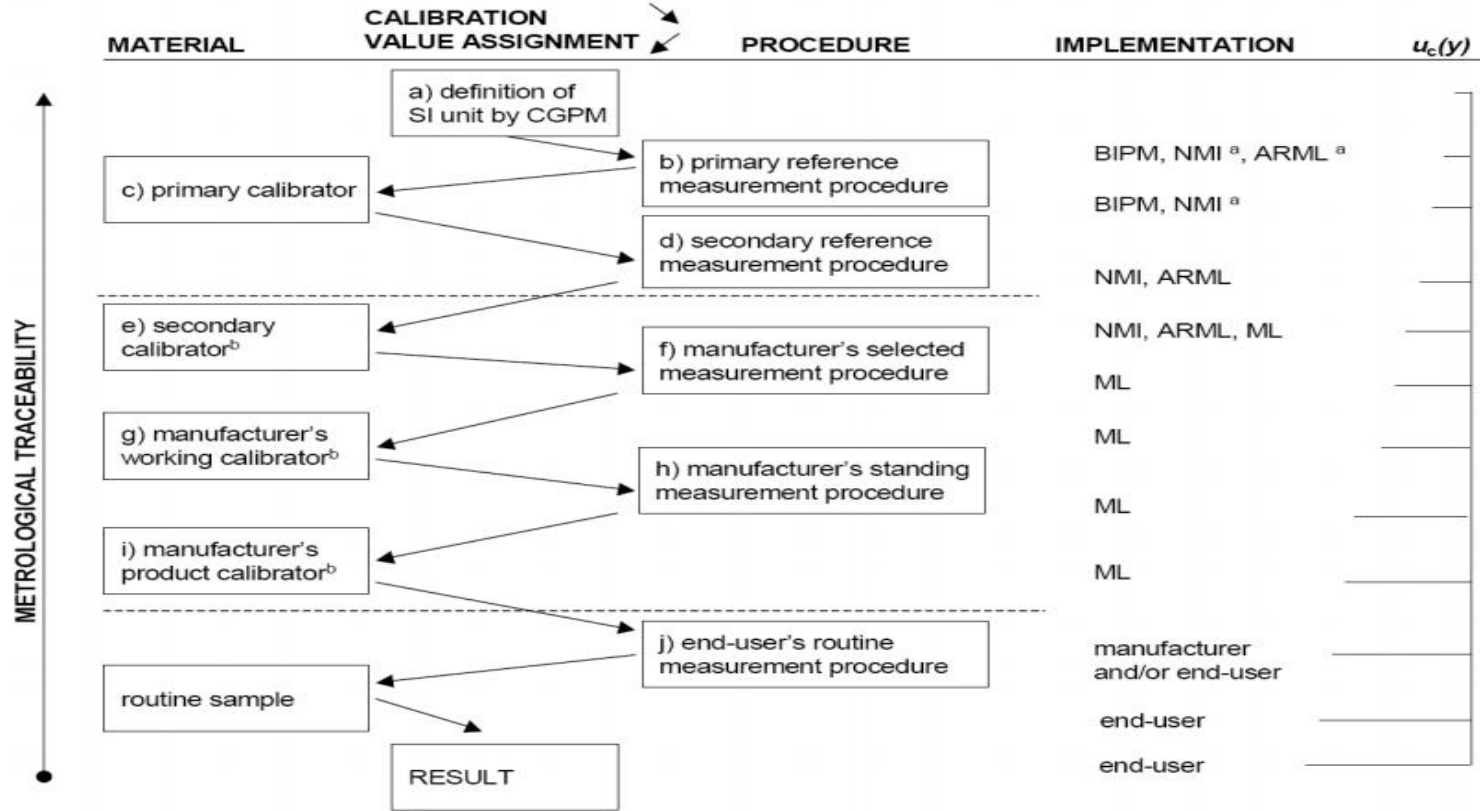 CALIBRATION
VALUE ASSIGNMENT
MATERIAL
PROCEDURE
IMPLEMENTATION
uc(y)
a) definition of
SI unit by CGPM
b) primary reference
measurement procedure
BIPM, NMI a, ARML a
c) primary calibrator
BIPM, NMI a
d) secondary reference
measurement procedure
NMI, ARML
e) secondary
calibratorb
NMI, ARML, ML
f) manufacturer's selected
measurement procedure
ML
g) manufacturer's
working calibratorb
ML
h) manufacturer's standing
measurement procedure
ML
i) manufacturer's
product calibratorb
ML
j) end-user's routine
measurement procedure
manufacturer
and/or end-user
routine sample
end-user
RESULT
end-user
METROLOGICAL TRACEABILITY